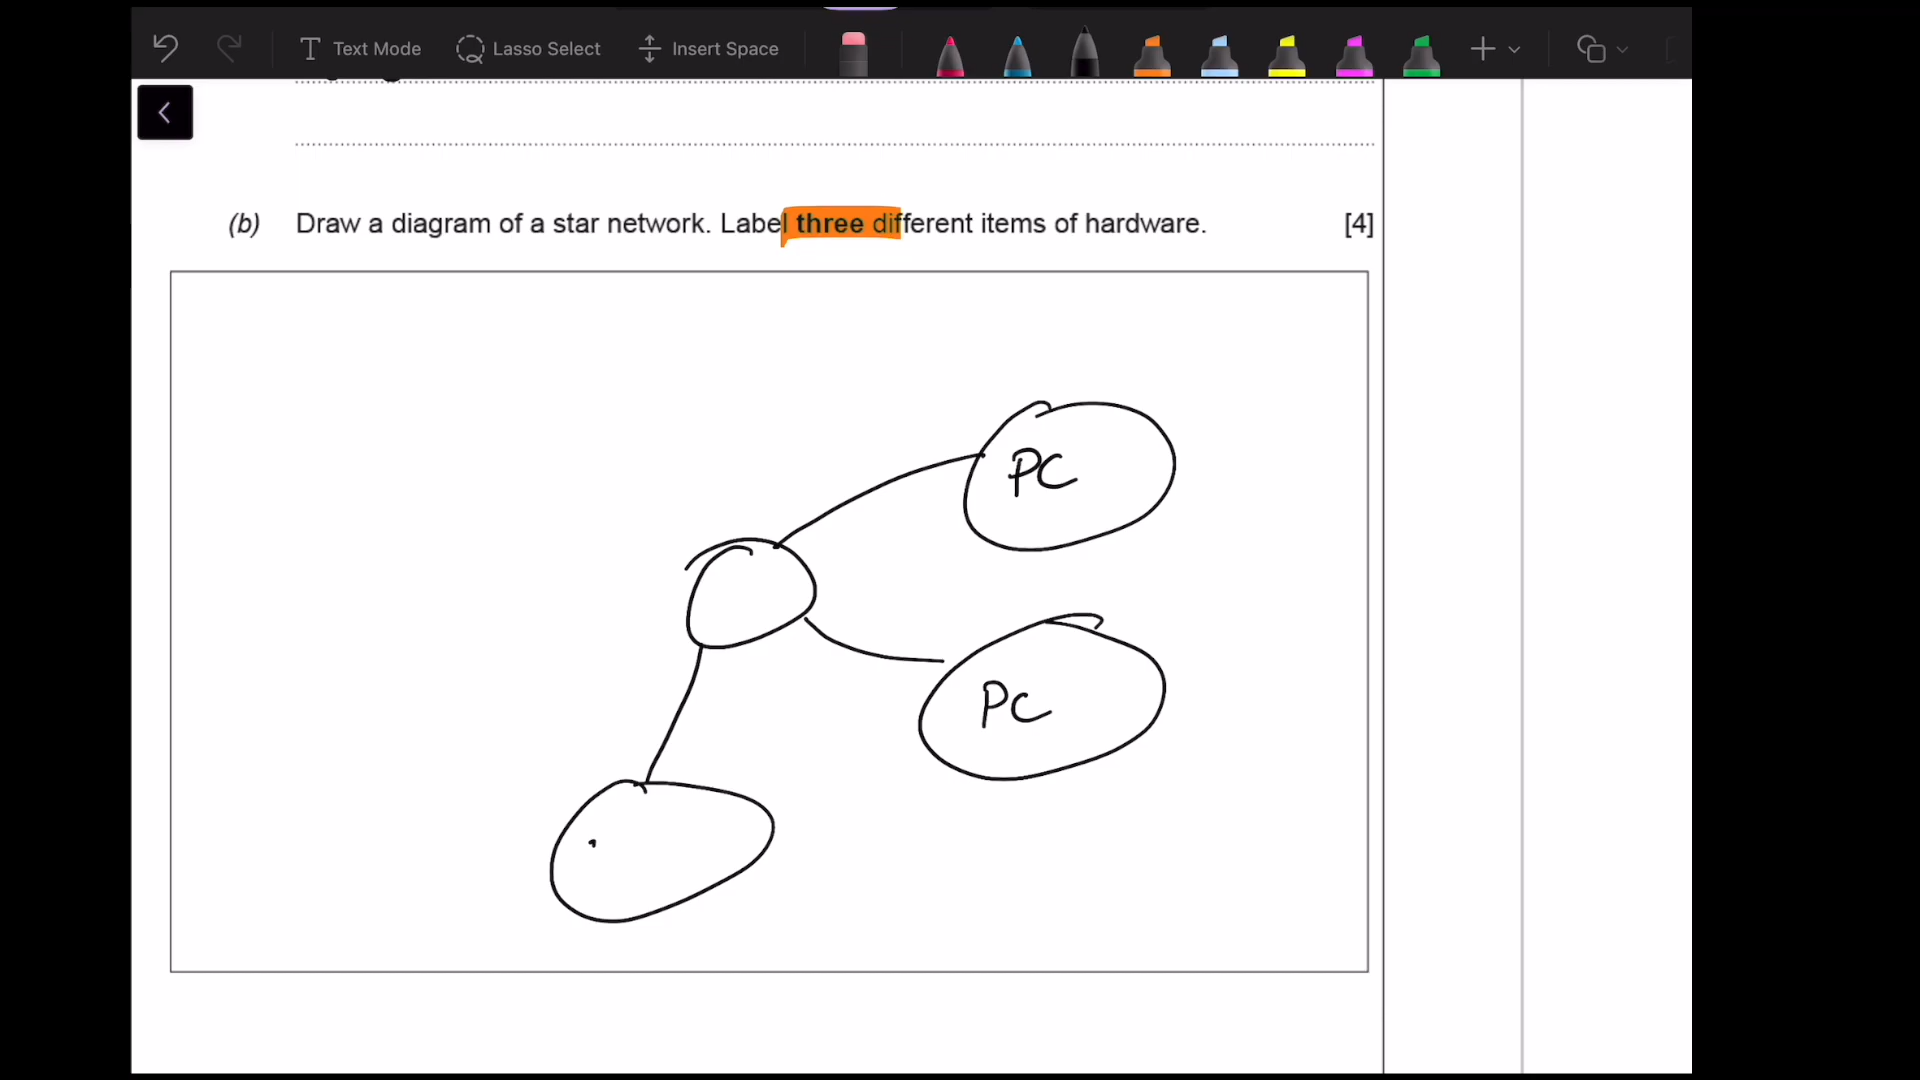 Text Mode Lasso Select Insert Space
(b) Draw a diagram of a star network. Label three different items of hardware. [4]
PC
PC